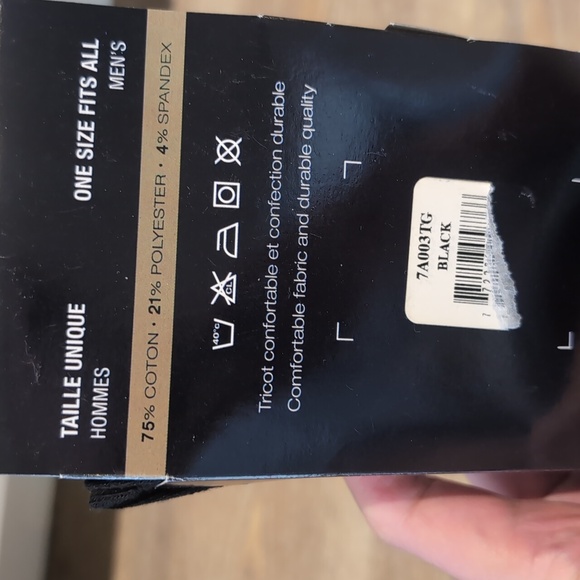 TAILLE UNIQUE
HOMMES
ONE SIZE FITS ALL
MEN'S
75% COTON • 21% POLYESTER • 4% SPANDEX
40°C
CL
Tricot confortable et confection durable
Comfortable fabric and durable quality
7A003TG
BLACK